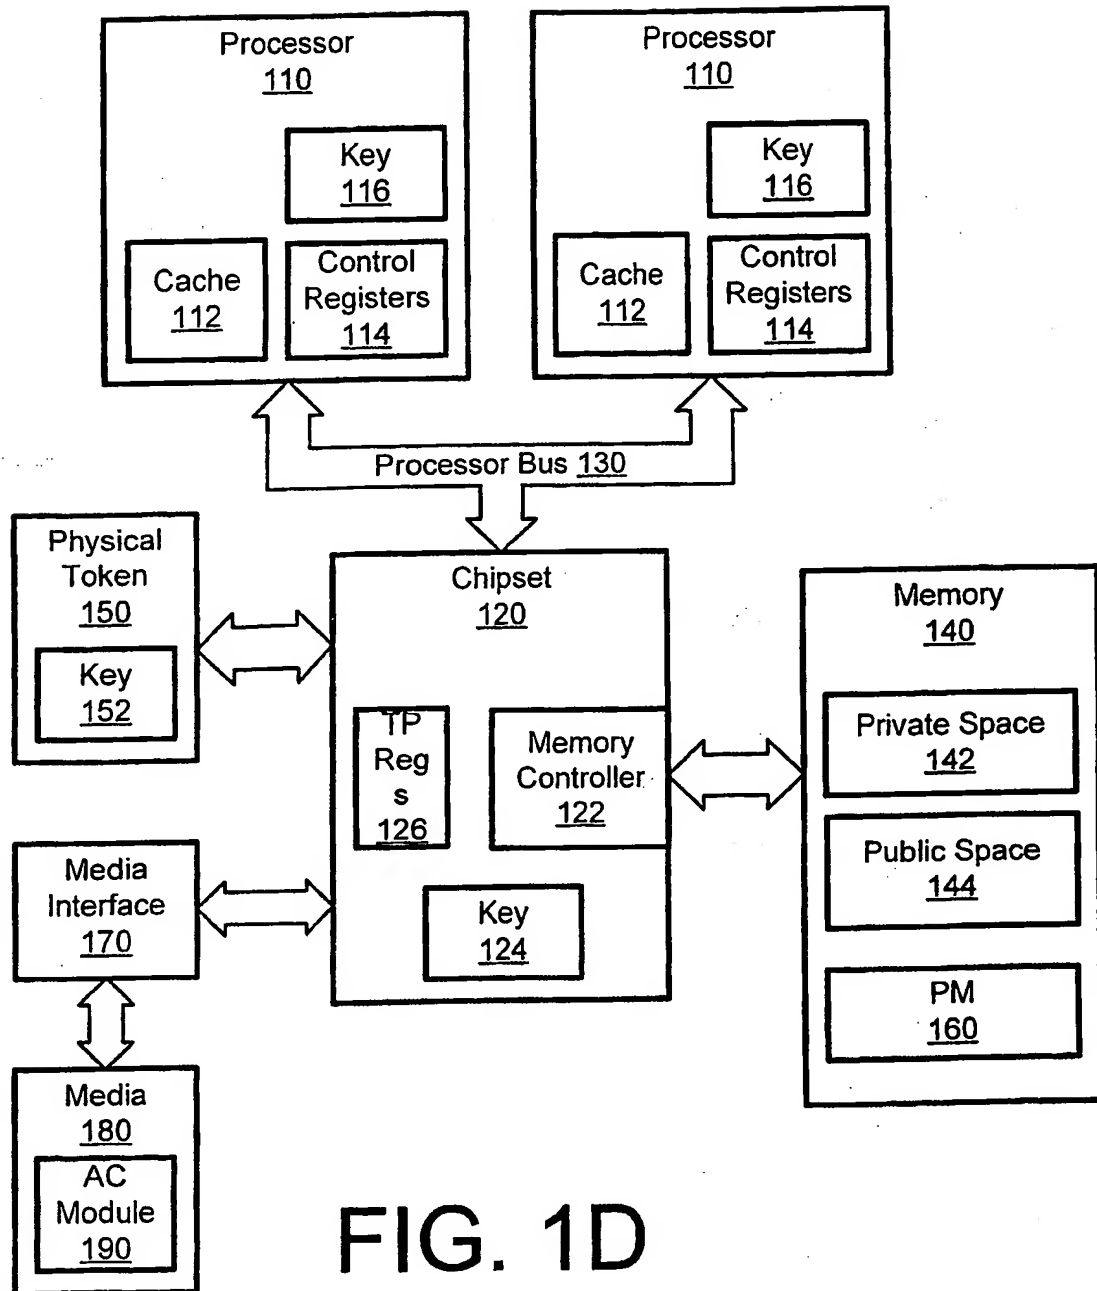 Processor
110
Key
116
Cache
112
Control
Registers
114
Processor
110
Key
116
Cache
112
Control
Registers
114
Processor Bus 130
Physical
Token
150
Key
152
Chipset
120
TP
Reg
s
126
Memory
Controller
122
Key
124
Memory
140
Private Space
142
Public Space
144
PM
160
Media
Interface
170
Media
180
AC
Module
190
FIG. 1D